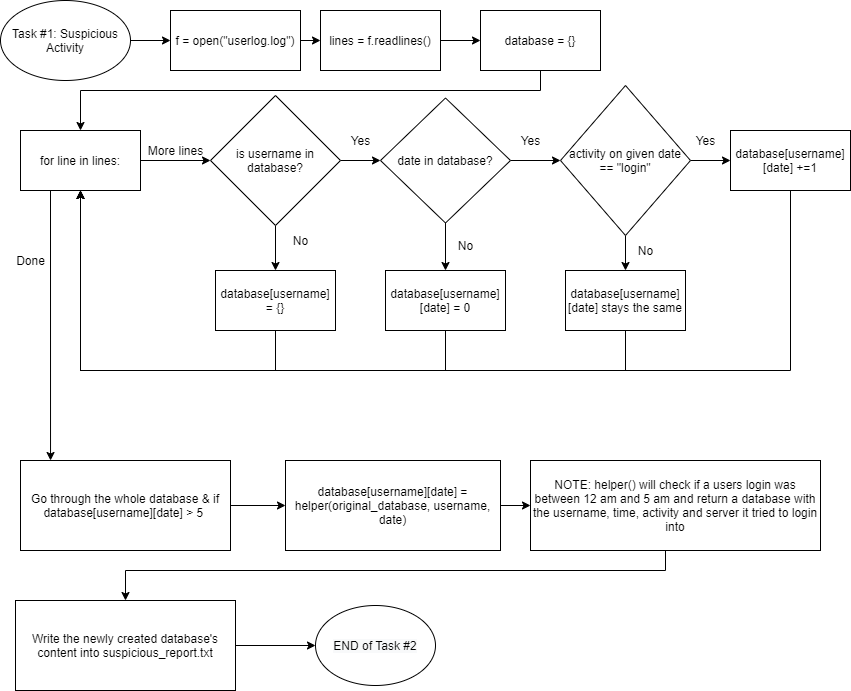 Task #1: Suspicious
Activity
f = open("userlog.log")
lines = f.readlines()
database = {}
for line in lines:
More lines
is username in
database?
Yes
date in database?
Yes
activity on given date
== "login"
Yes
database[username]
[date] +=1
No
No
No
Done
database[username]
= {}
database[username]
[date] = 0
database[username]
[date] stays the same
Go through the whole database & if
database[username][date] > 5
database[username][date] =
helper(original_database, username,
date)
NOTE: helper() will check if a users login was
between 12 am and 5 am and return a database with
the username, time, activity and server it tried to login
into
Write the newly created database's
content into suspicious_report.txt
END of Task #2